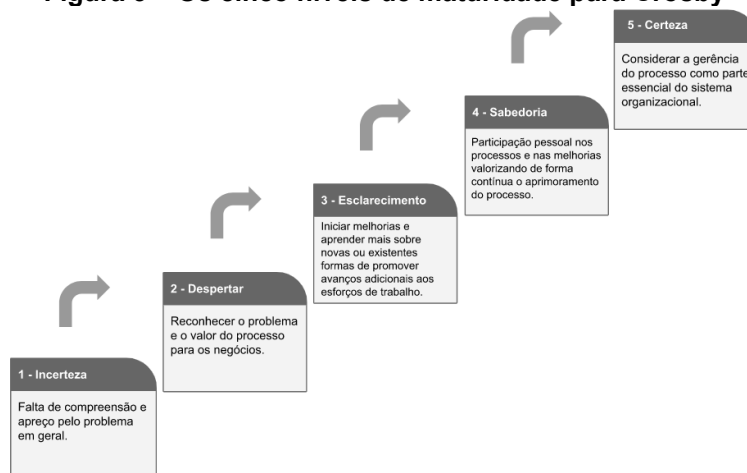 5 - Certeza
Considerar a gerência
do processo como parte
essencial do sistema
organizacional.
4 - Sabedoria
Participação pessoal nos
processos e nas melhorias
valorizando de forma
contínua o aprimoramento
do processo.
3 - Esclarecimento
Iniciar melhorias e
aprender mais sobre
novas ou existentes
formas de promover
avanços adicionais aos
esforços de trabalho.
2 - Despertar
Reconhecer o problema
e o valor do processo
para os negócios.
1 - Incerteza
Falta de compreensão e
apreço pelo problema
em geral.